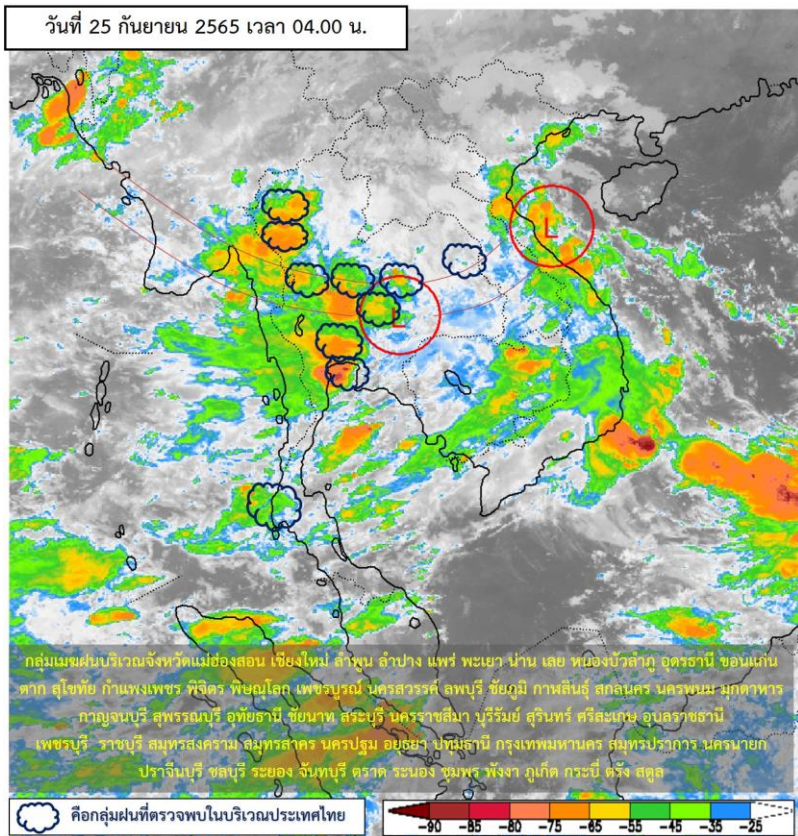 วันที่ 25 กันยายน 2565 เวลา 04.00 น.
L
L
กลุ่มเมฆฝนบริเวณจังหวัดแม่ฮ่องสอน เชียงใหม่ ลำพูน ลำปาง แพร่ พะเยา น่าน เลย หนองบัวลำภู อุดรธานี ขอนแก่น
ตาก สุโขทัย กำแพงเพชร พิจิตร พิษณุโลก เพชรบูรณ์ นครสวรรค์ ลพบุรี ชัยภูมิ กาฬสินธุ์ สกลนคร นครพนม มุกดาหาร
กาญจนบุรี สุพรรณบุรี อุทัยธานี ชัยนาท สระบุรี นครราชสีมา บุรีรัมย์ สุรินทร์ ศรีสะเกษ อุบลราชธานี
เพชรบุรี ราชบุรี สมุทรสงคราม สมุทรสาคร นครปฐม อยุธยา ปทุมธานี กรุงเทพมหานคร สมุทรปราการ นครนายก
ปราจีนบุรี ชลบุรี ระยอง จันทบุรี ตราด ระนอง ชุมพร พังงา ภูเก็ต กระบี่ ตรัง สตูล
คือกลุ่มฝนที่ตรวจพบในบริเวณประเทศไทย
-90 -85 -80 -75 -65 -55 -45 -35 -25